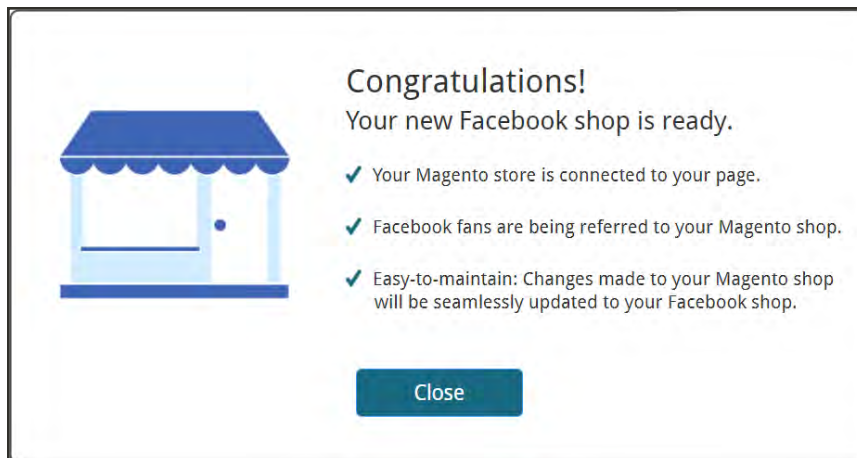 Congratulations!
Your new Facebook shop is ready.
Your Magento store is connected to your page.
Facebook fans are being referred to your Magento shop.
Easy-to-maintain: Changes made to your Magento shop
will be seamlessly updated to your Facebook shop.
Close